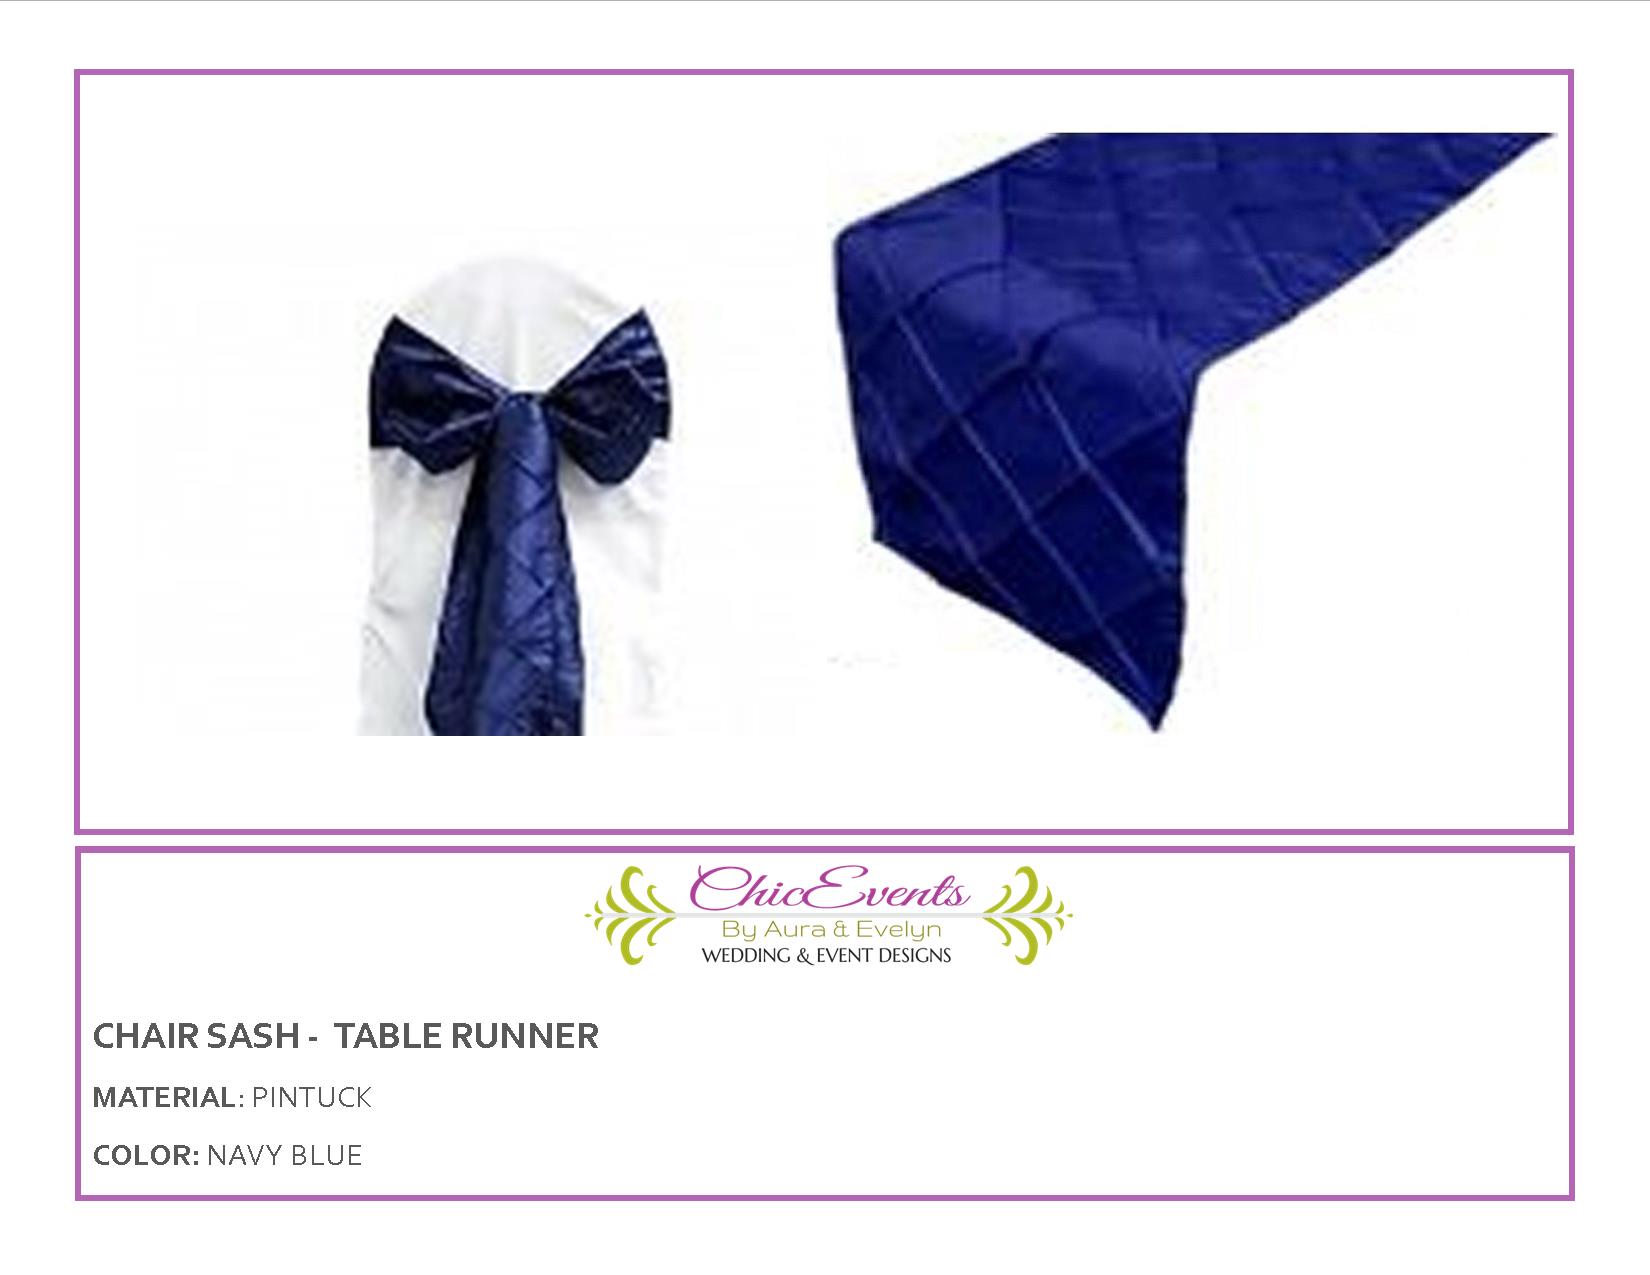 ChicEvents
By Aura & Evelyn
WEDDING & EVENT DESIGNS
CHAIR SASH - TABLE RUNNER
MATERIAL: PINTUCK
COLOR: NAVY BLUE